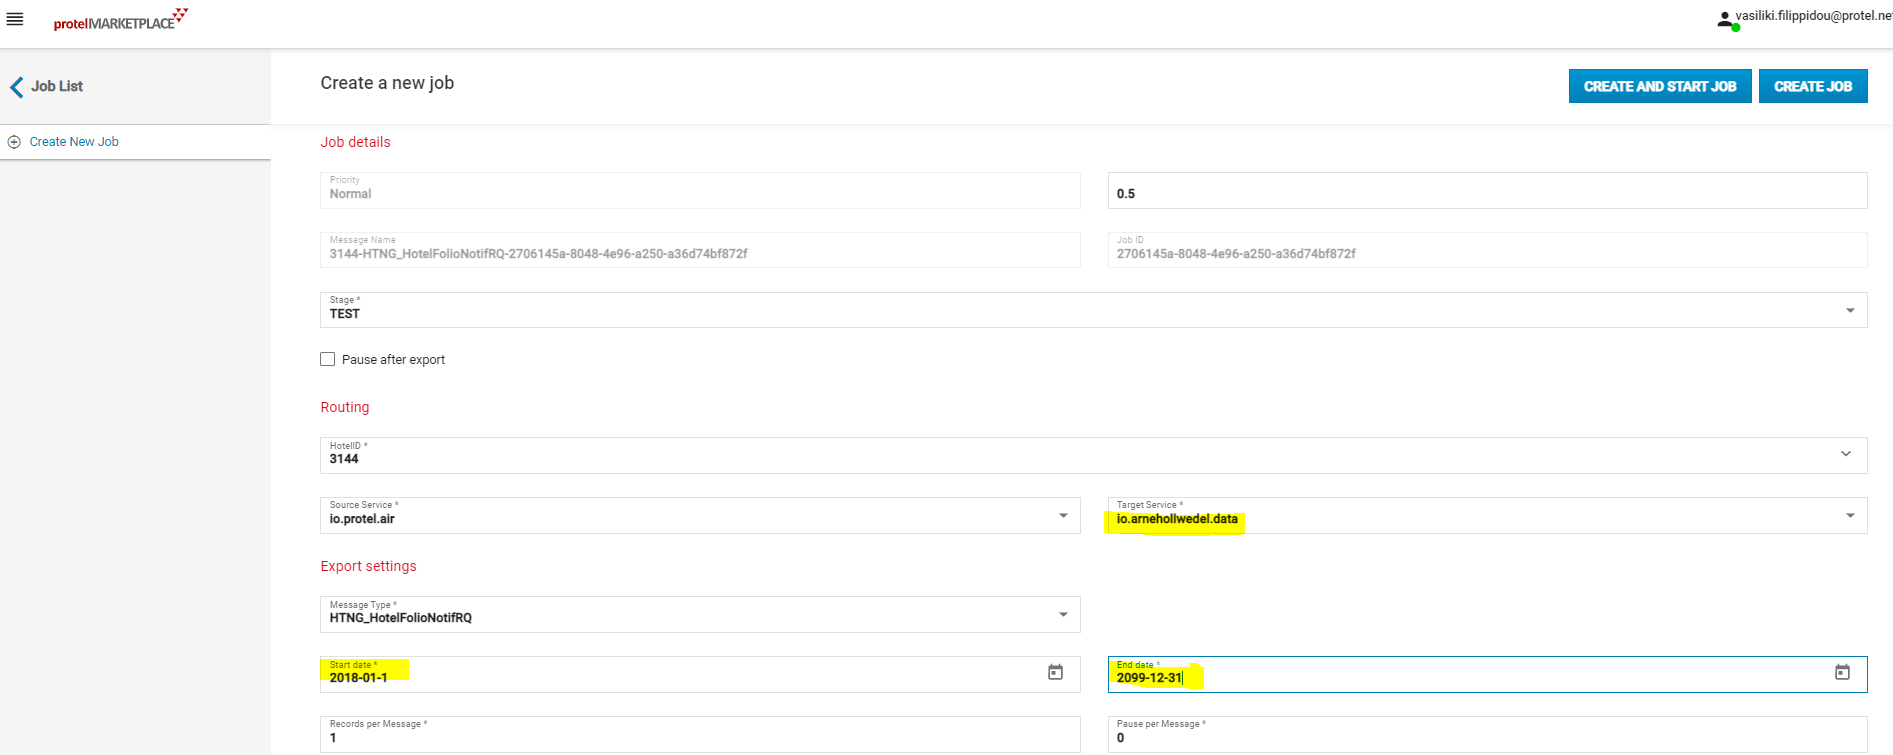 protelMARKETPLACE
vasiliki.filippidou@protel.net
Job List
Create a new job
CREATE AND START JOB
CREATE JOB
Create New Job
Job details
Priority
Normal
0.5
Message Name
3144-HTNG_HotelFolioNotifRQ-2706145a-8048-4e96-a250-a36d74bf872f
Job ID
2706145a-8048-4e96-a250-a36d74bf872f
Stage *
TEST
Pause after export
Routing
HotelID *
3144
Source Service *
io.protel.air
Target Service *
io.arnehollwedel.data
Export settings
Message Type *
HTNG_HotelFolioNotifRQ
Start date *
2018-01-1
End date *
2099-12-31
Records per Message *
1
Pause per Message *
0